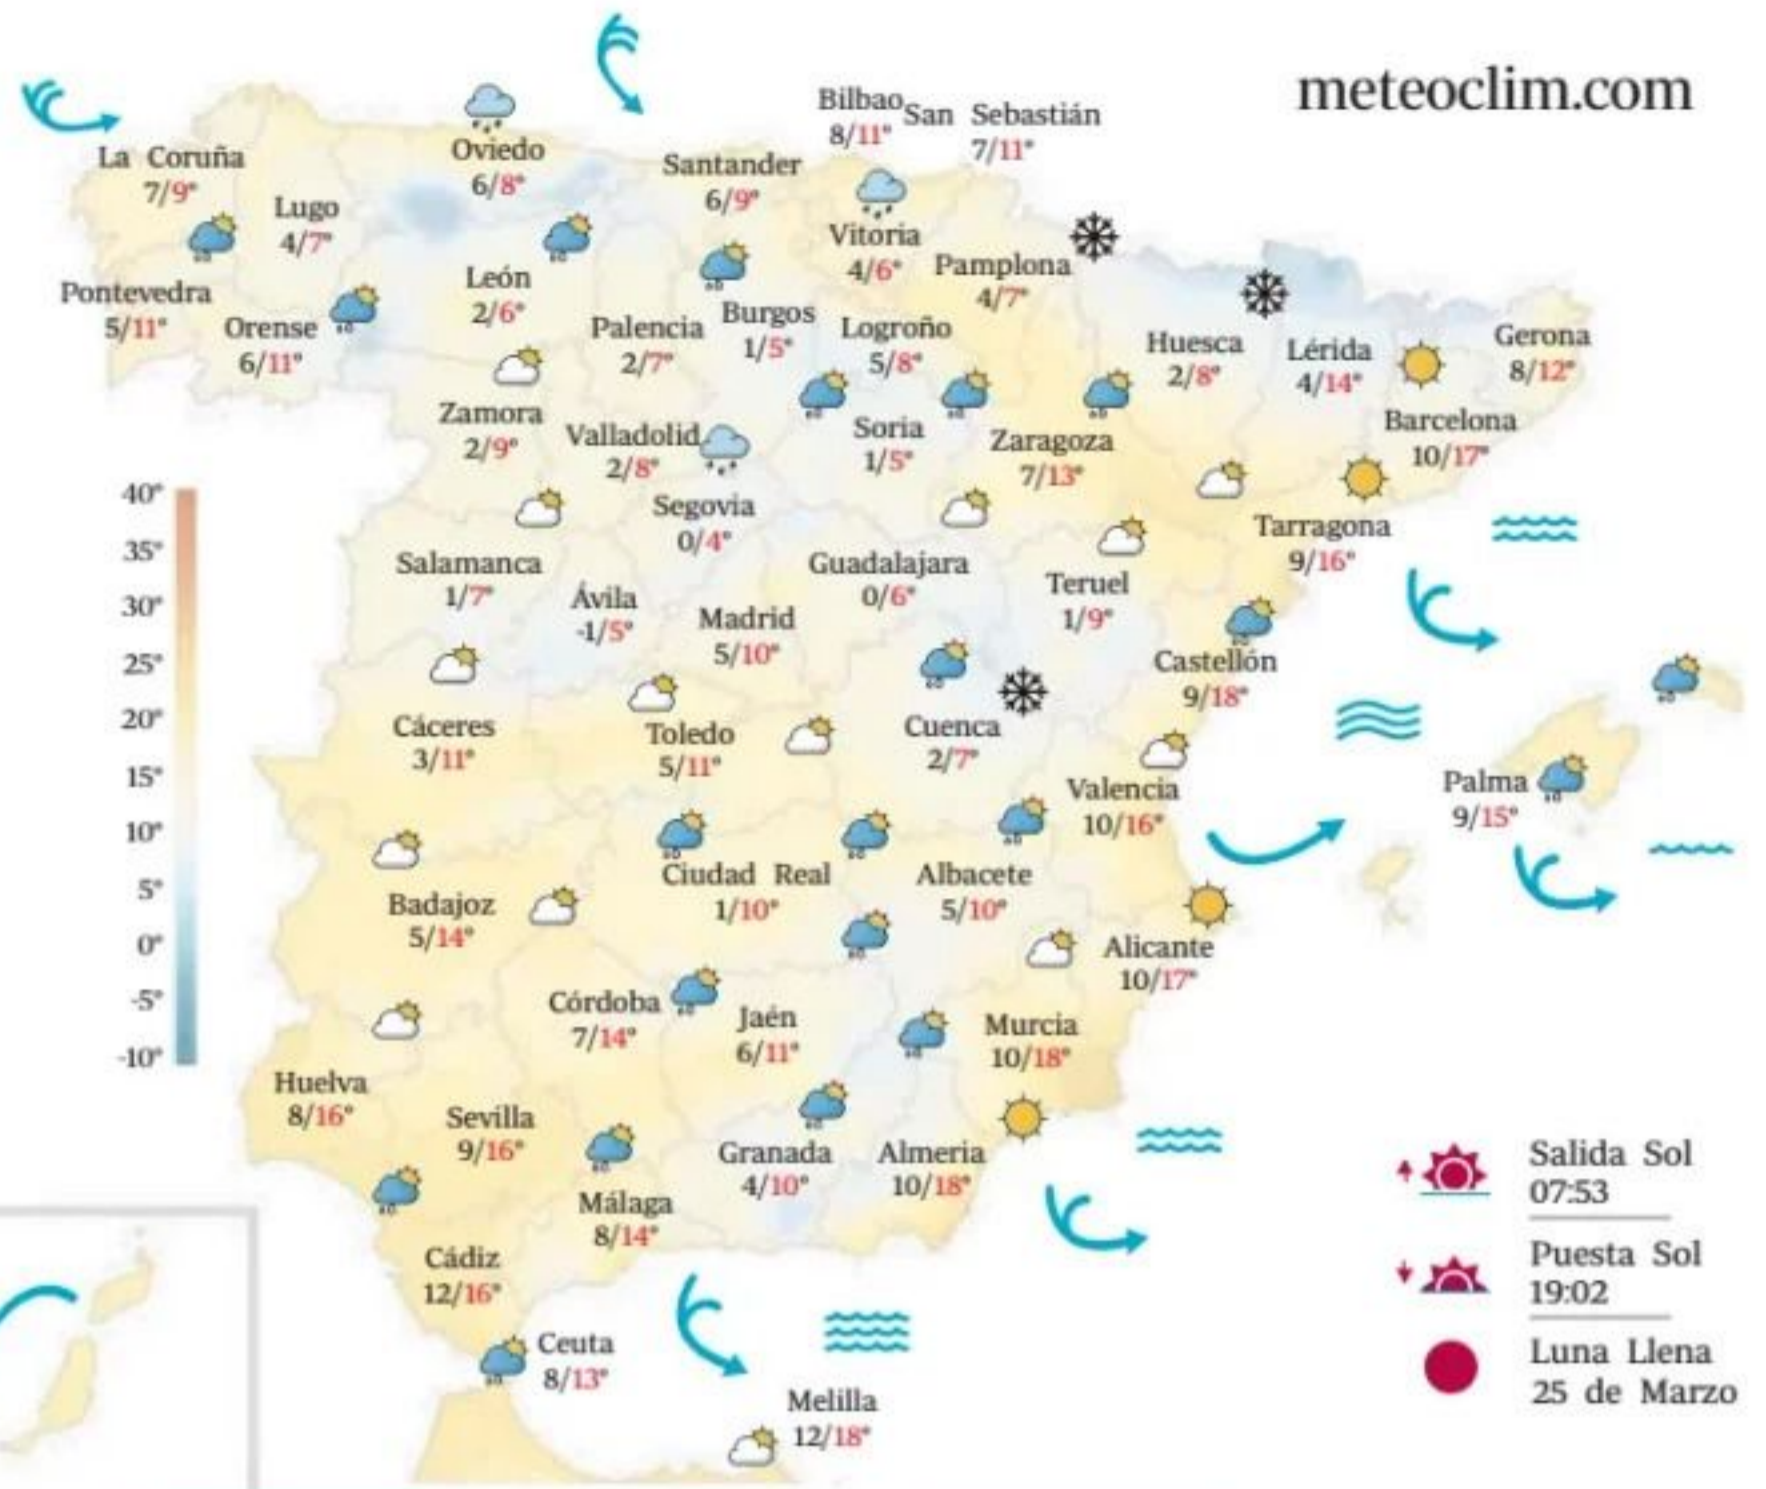 meteoclim.com
Bilbao
8/11°
San Sebastián
7/11°
La Coruña
7/9°
Oviedo
6/8°
Santander
6/9°
Lugo
4/7°
Vitoria
4/6°
Pamplona
4/7°
León
2/6°
Pontevedra
5/11°
Orense
6/11°
Palencia
2/7°
Burgos
1/5°
Logroño
5/8°
Huesca
2/8°
Lérida
4/14°
Gerona
8/12°
Zamora
2/9°
Valladolid
2/8°
Soria
1/5°
Zaragoza
7/13°
Barcelona
10/17°
Segovia
0/4°
Tarragona
9/16°
Salamanca
1/7°
Ávila
-1/5°
Madrid
5/10°
Guadalajara
0/6°
Teruel
1/9°
Castellón
9/18°
Cáceres
3/11°
Toledo
5/11°
Cuenca
2/7°
Valencia
10/16°
Palma
9/15°
Badajoz
5/14°
Ciudad Real
1/10°
Albacete
5/10°
Alicante
10/17°
Córdoba
7/14°
Jaén
6/11°
Murcia
10/18°
Huelva
8/16°
Sevilla
9/16°
Granada
4/10°
Almeria
10/18°
Málaga
8/14°
Cádiz
12/16°
Ceuta
8/13°
Melilla
12/18°
40°
35°
30°
25°
20°
15°
10°
5°
0°
-5°
-10°
Salida Sol
07:53
Puesta Sol
19:02
Luna Llena
25 de Marzo